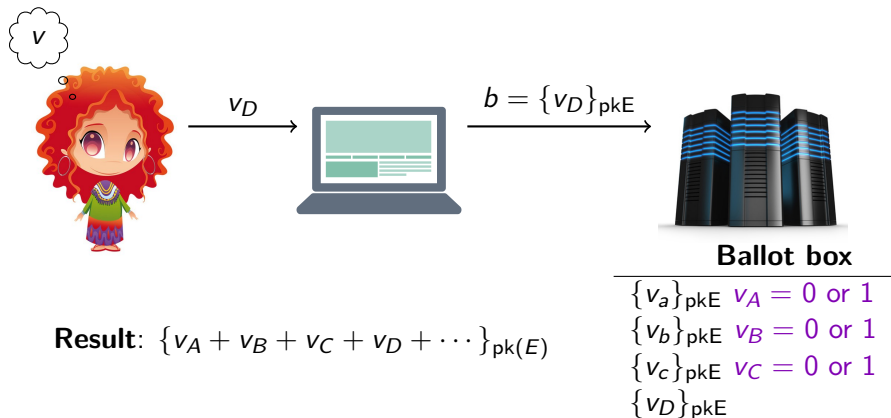 v
v_D
b = {v_D}_pkE
Ballot box
{v_a}_pkE v_A = 0 or 1
{v_b}_pkE v_B = 0 or 1
{v_c}_pkE v_C = 0 or 1
{v_D}_pkE
Result: {v_A + v_B + v_C + v_D + ⋯}_pk(E)